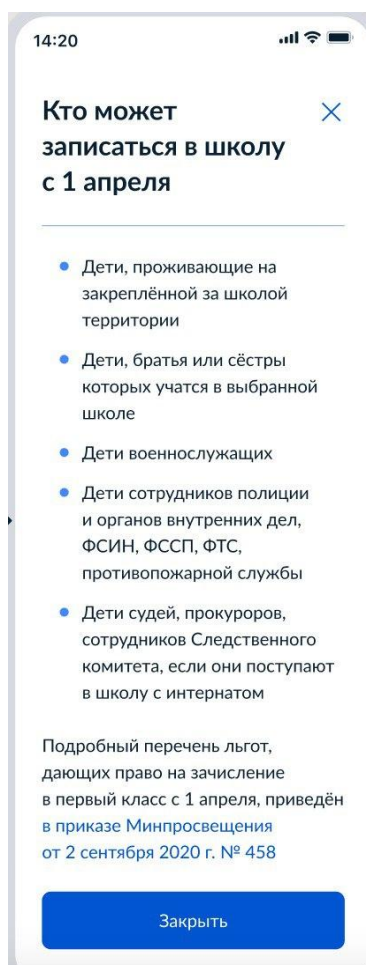 14:20
Кто может
записаться в школу
с 1 апреля
Дети, проживающие на
закреплённой за школой
территории
Дети, братья или сёстры
которых учатся в выбранной
школе
Дети военнослужащих
Дети сотрудников полиции
и органов внутренних дел,
ФСИН, ФССП, ФТС,
противопожарной службы
Дети судей, прокуроров,
сотрудников Следственного
комитета, если они поступают
в школу с интернатом
Подробный перечень льгот,
дающих право на зачисление
в первый класс с 1 апреля, приведён
в приказе Минпросвещения
от 2 сентября 2020 г. № 458
Закрыть